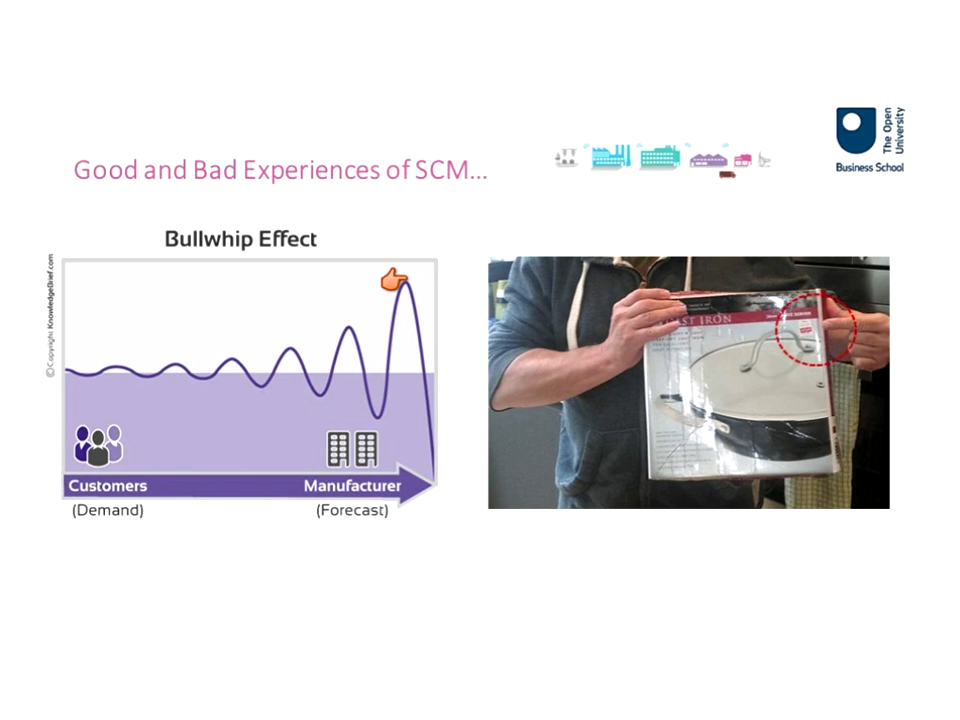 Good and Bad Experiences of SCM...
The Open
University
Business School
Bullwhip Effect
© Copyright KnowledgeBrief.com
Customers
Manufacturer
(Demand)
(Forecast)
IRON